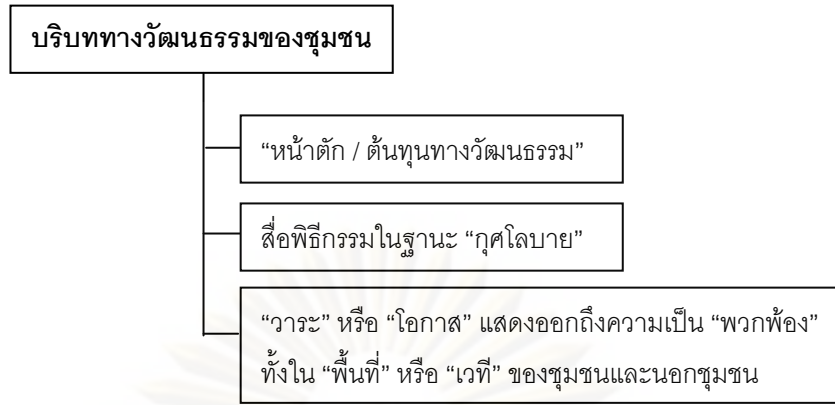 บริบททางวัฒนธรรมของชุมชน
“หน้าตัก / ต้นทุนทางวัฒนธรรม”
สื่อพิธีกรรมในฐานะ “กุศโลบาย”
“วาระ” หรือ “โอกาส” แสดงออกถึงความเป็น “พวกพ้อง”
ทั้งใน “พื้นที่” หรือ “เวที” ของชุมชนและนอกชุมชน